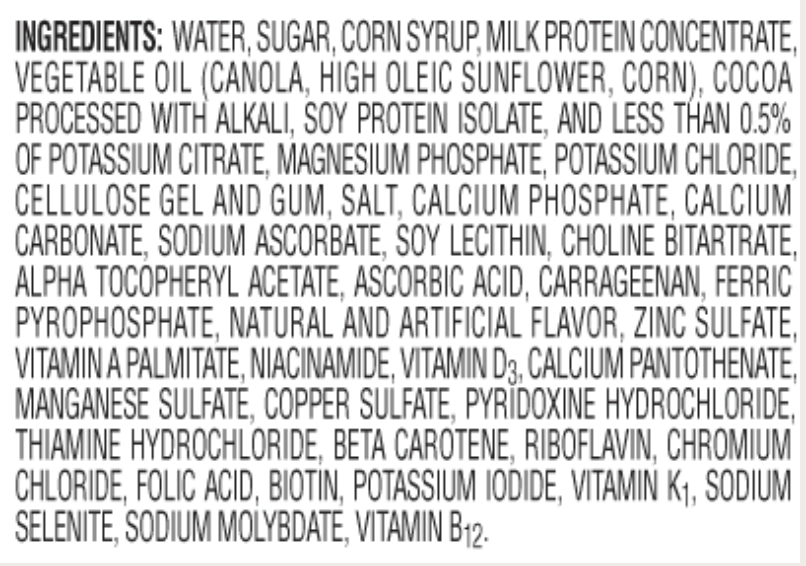 INGREDIENTS: WATER, SUGAR, CORN SYRUP, MILK PROTEIN CONCENTRATE,
VEGETABLE OIL (CANOLA, HIGH OLEIC SUNFLOWER, CORN), COCOA
PROCESSED WITH ALKALI, SOY PROTEIN ISOLATE, AND LESS THAN 0.5%
OF POTASSIUM CITRATE, MAGNESIUM PHOSPHATE, POTASSIUM CHLORIDE,
CELLULOSE GEL AND GUM, SALT, CALCIUM PHOSPHATE, CALCIUM
CARBONATE, SODIUM ASCORBATE, SOY LECITHIN, CHOLINE BITARTRATE,
ALPHA TOCOPHERYL ACETATE, ASCORBIC ACID, CARRAGEENAN, FERRIC
PYROPHOSPHATE, NATURAL AND ARTIFICIAL FLAVOR, ZINC SULFATE,
VITAMIN A PALMITATE, NIACINAMIDE, VITAMIN D₃, CALCIUM PANTOTHENATE,
MANGANESE SULFATE, COPPER SULFATE, PYRIDOXINE HYDROCHLORIDE,
THIAMINE HYDROCHLORIDE, BETA CAROTENE, RIBOFLAVIN, CHROMIUM
CHLORIDE, FOLIC ACID, BIOTIN, POTASSIUM IODIDE, VITAMIN K₁, SODIUM
SELENITE, SODIUM MOLYBDATE, VITAMIN B₁₂.